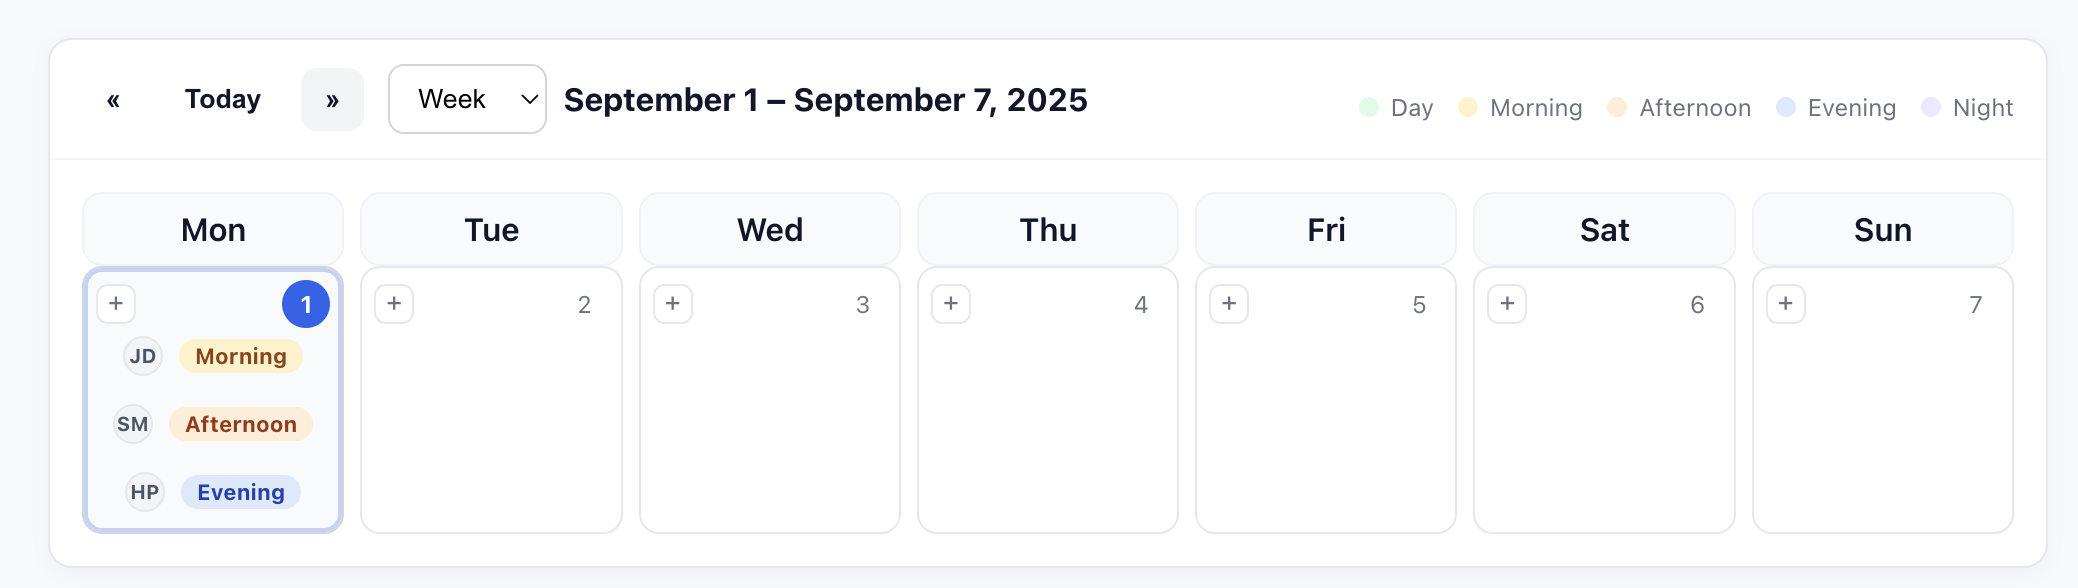 « Today » Week September 1 – September 7, 2025 Day Morning Afternoon Evening Night
Mon Tue Wed Thu Fri Sat Sun
+ 1 + 2 + 3 + 4 + 5 + 6 + 7
JD Morning
SM Afternoon
HP Evening